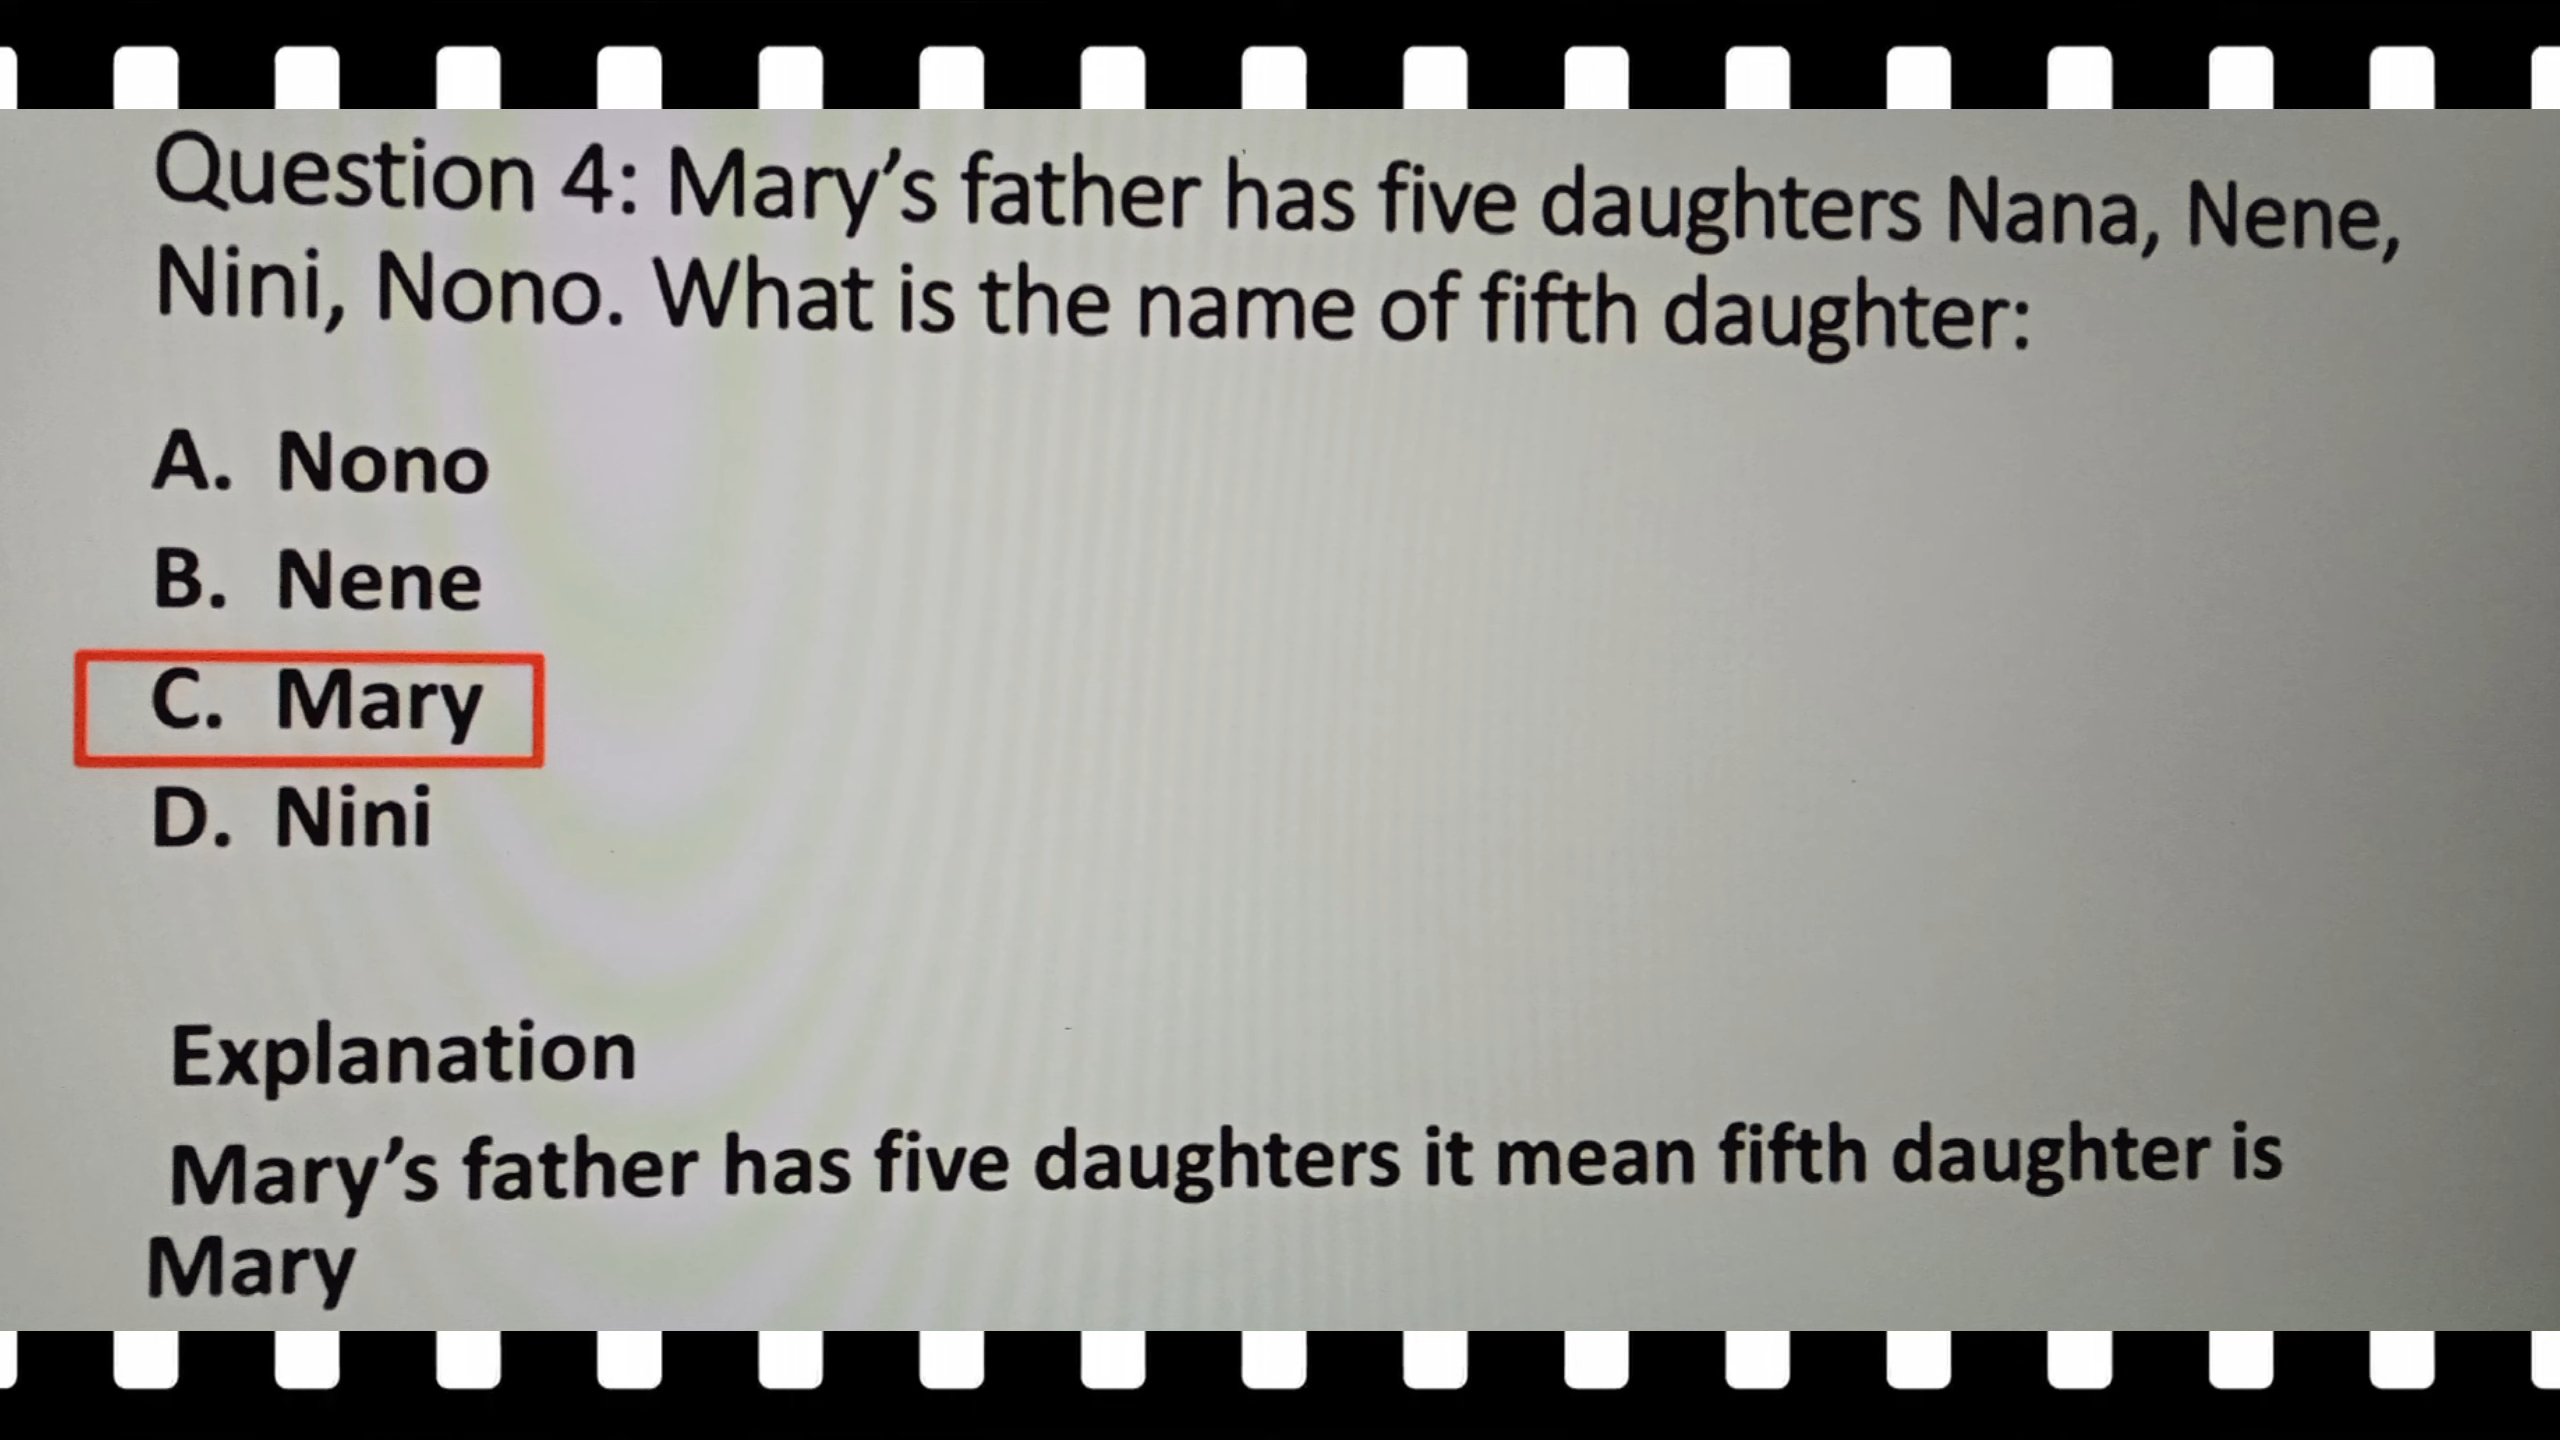 Question 4: Mary’s father has five daughters Nana, Nene,
Nini, Nono. What is the name of fifth daughter:
A. Nono
B. Nene
C. Mary
D. Nini
Explanation
Mary’s father has five daughters it mean fifth daughter is
Mary